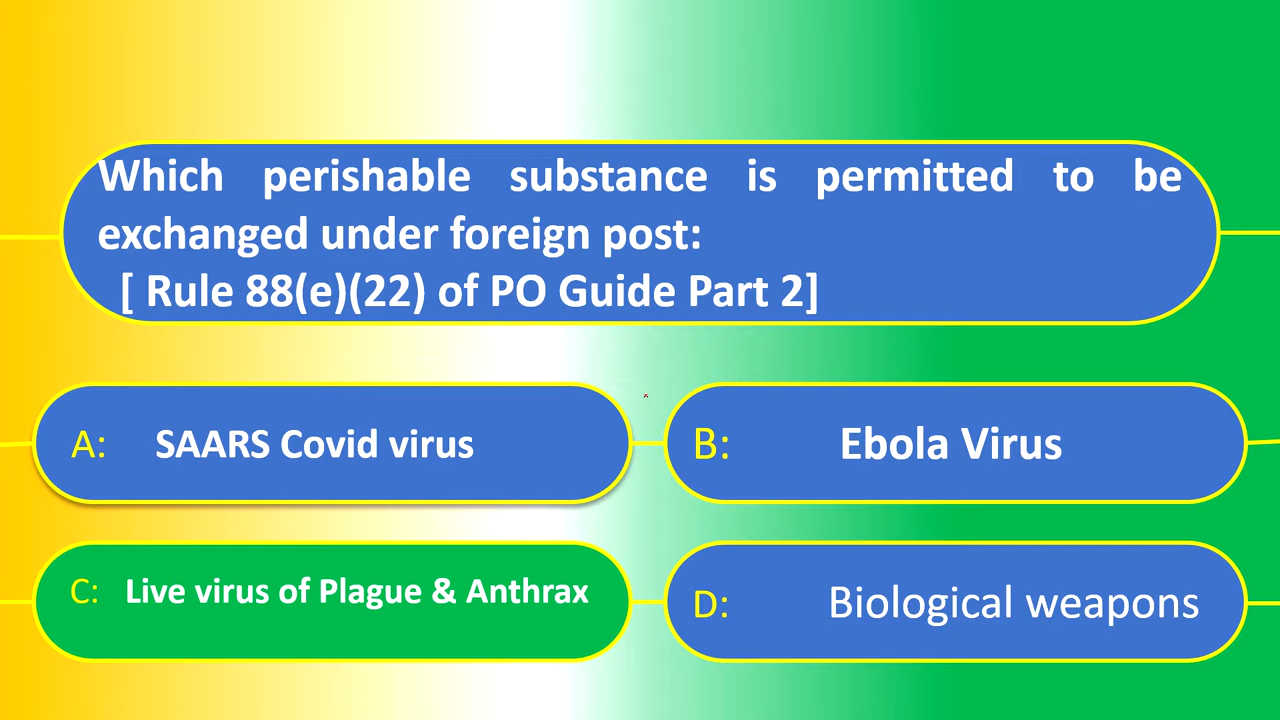 Which perishable substance is permitted to be
exchanged under foreign post:
[ Rule 88(e)(22) of PO Guide Part 2]
A: SAARS Covid virus
B: Ebola Virus
C: Live virus of Plague & Anthrax
D: Biological weapons